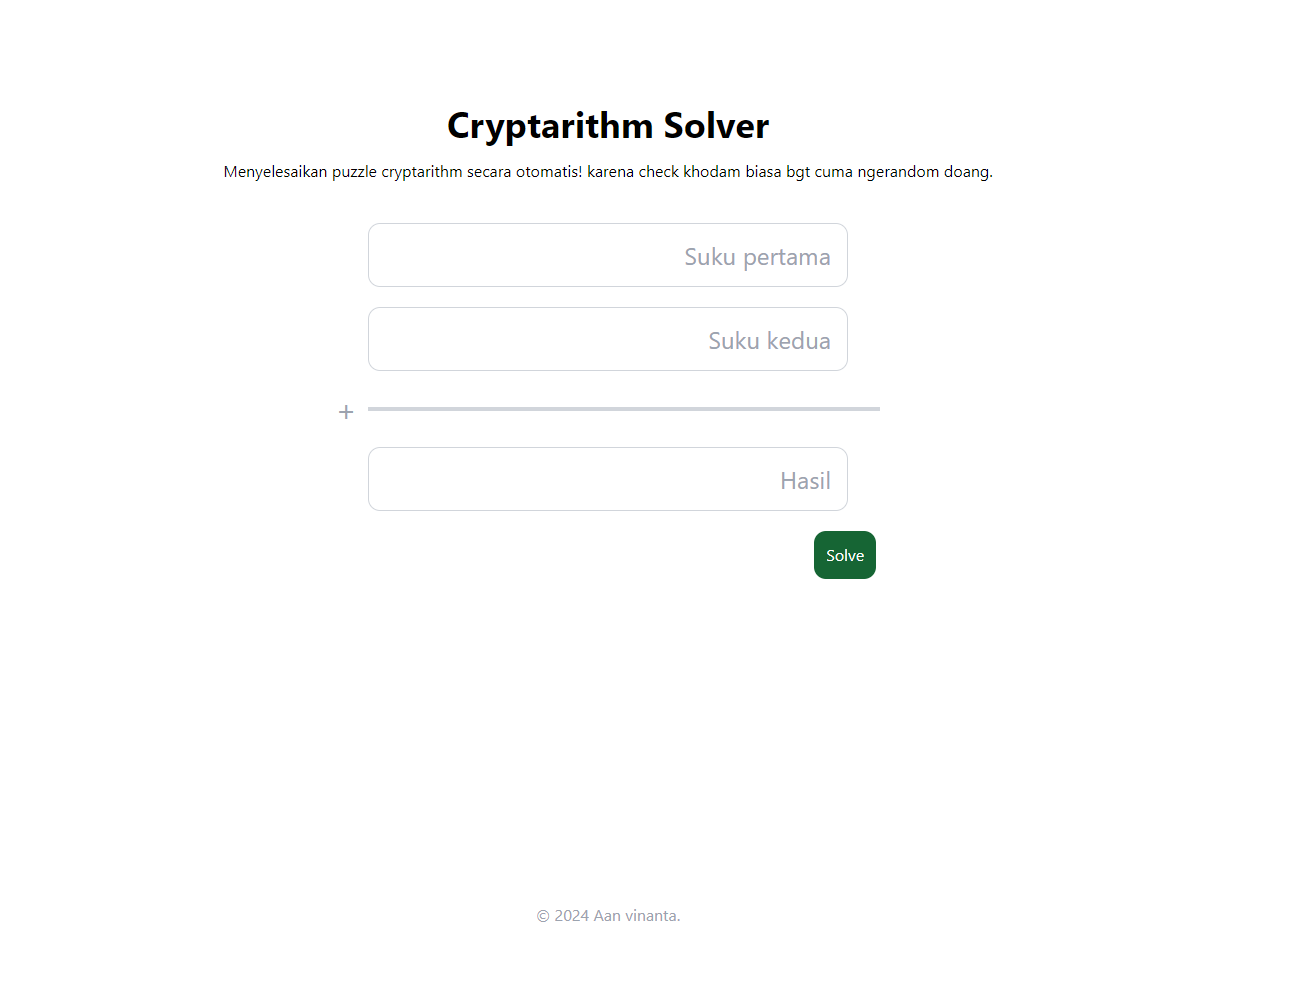 Cryptarithm Solver
Menyelesaikan puzzle cryptarithm secara otomatis! karena check khodam biasa bgt cuma ngerandom doang.
Suku pertama
Suku kedua
+
Hasil
Solve
© 2024 Aan vinanta.